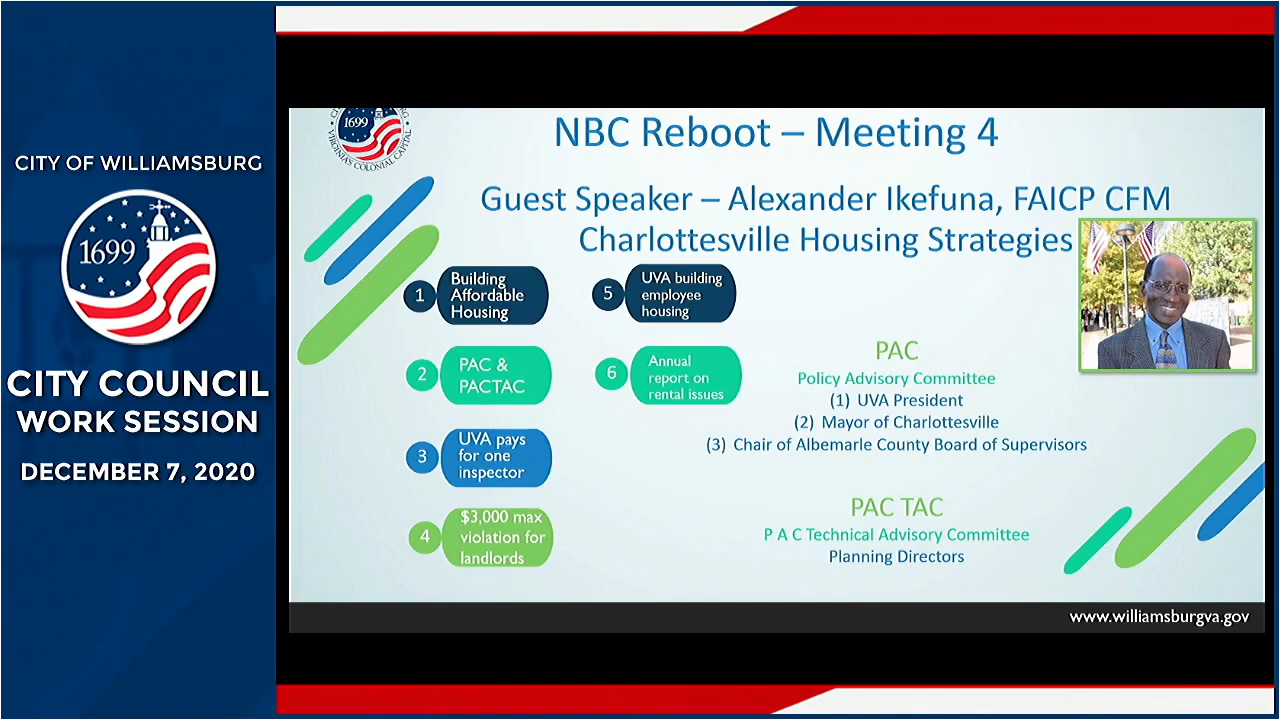 CITY OF WILLIAMSBURG
1699
CITY COUNCIL
WORK SESSION
DECEMBER 7, 2020
1699
VIRGINIA'S COLONIAL CAPITAL
NBC Reboot – Meeting 4
Guest Speaker – Alexander Ikefuna, FAICP CFM
Charlottesville Housing Strategies
1
Building
Affordable
Housing
2
PAC &
PACTAC
3
UVA pays
for one
inspector
4
$3,000 max
violation for
landlords
5
UVA building
employee
housing
6
Annual
report on
rental issues
PAC
Policy Advisory Committee
(1) UVA President
(2) Mayor of Charlottesville
(3) Chair of Albemarle County Board of Supervisors
PAC TAC
P A C Technical Advisory Committee
Planning Directors
www.williamsburgva.gov